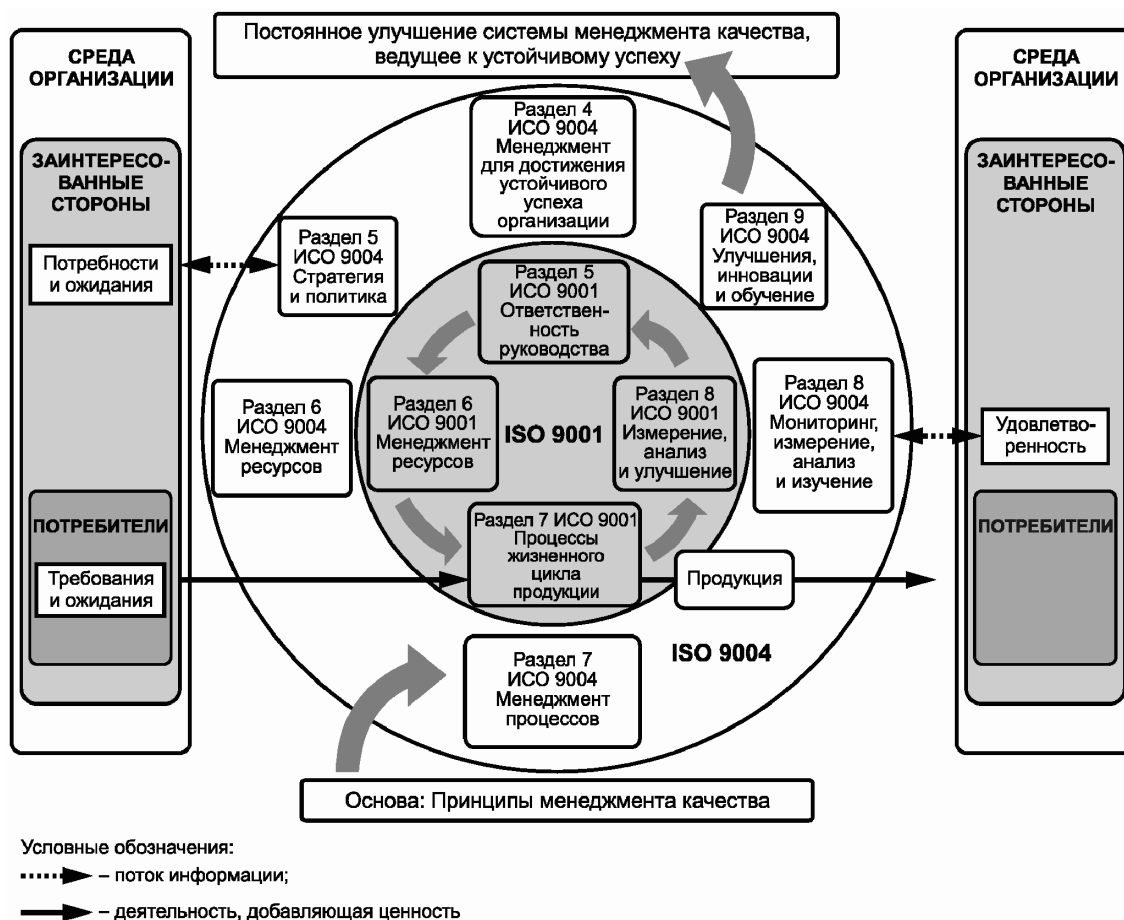 Постоянное улучшение системы менеджмента качества,
ведущее к устойчивому успеху
СРЕДА
ОРГАНИЗАЦИИ
ЗАИНТЕРЕСО-
ВАННЫЕ
СТОРОНЫ
Потребности
и ожидания
ПОТРЕБИТЕЛИ
Требования
и ожидания
Раздел 4
ИСО 9004
Менеджмент
для достижения
устойчивого
успеха
организации
Раздел 5
ИСО 9004
Стратегия
и политика
Раздел 9
ИСО 9004
Улучшения,
инновации
и обучение
Раздел 5
ИСО 9001
Ответствен-
ность
руководства
Раздел 6
ИСО 9004
Менеджмент
ресурсов
Раздел 6
ИСО 9001
Менеджмент
ресурсов
ISO 9001
Раздел 8
ИСО 9001
Измерение,
анализ
и улучшение
Раздел 8
ИСО 9004
Мониторинг,
измерение,
анализ
и изучение
Раздел 7 ИСО 9001
Процессы
жизненного
цикла
продукции
Продукция
ISO 9004
Раздел 7
ИСО 9004
Менеджмент
процессов
СРЕДА
ОРГАНИЗАЦИИ
ЗАИНТЕРЕСО-
ВАННЫЕ
СТОРОНЫ
Удовлетво-
ренность
ПОТРЕБИТЕЛИ
Основа: Принципы менеджмента качества
Условные обозначения:
– поток информации;
– деятельность, добавляющая ценность